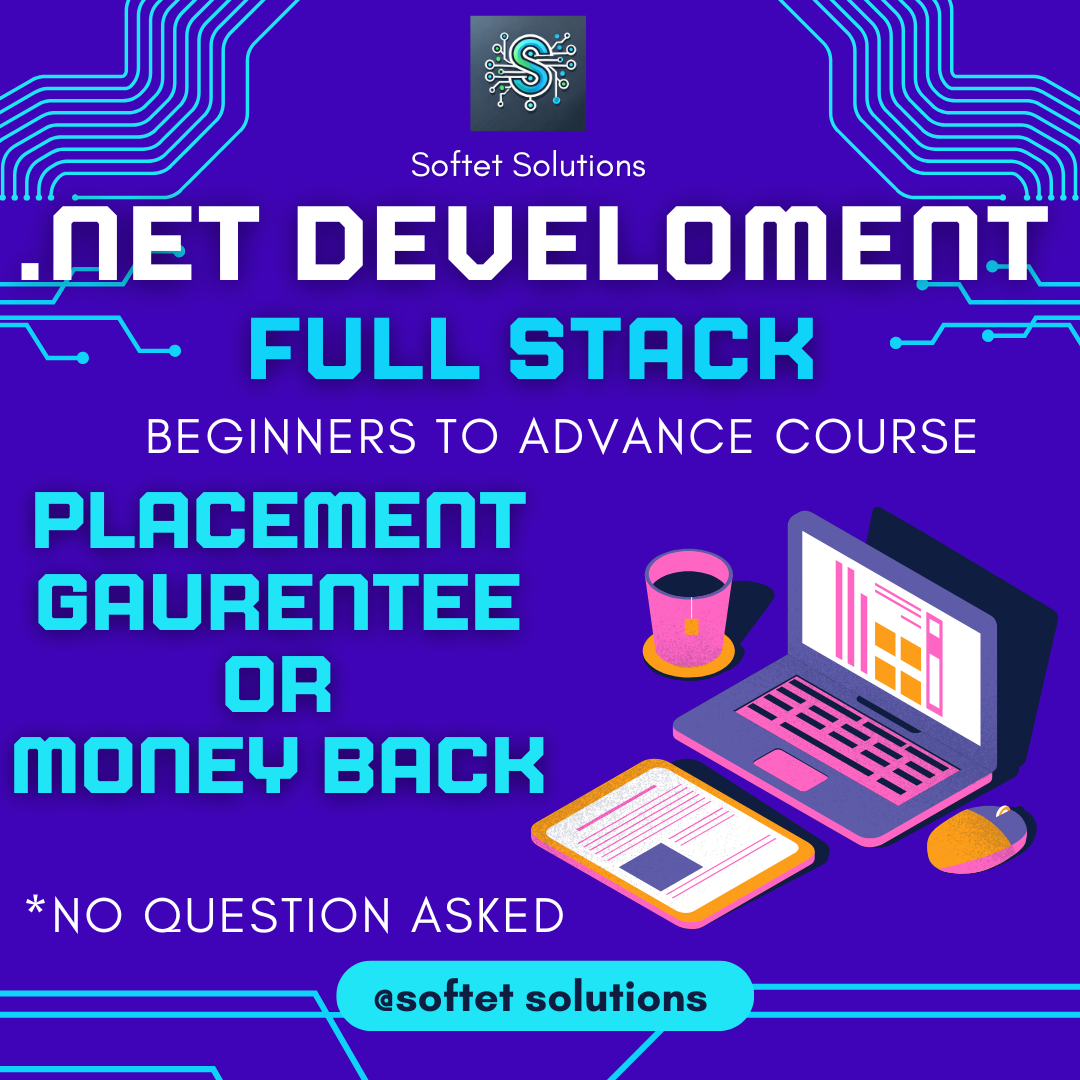 Softet Solutions
.NET DEVELOMENT
FULL STACK
BEGINNERS TO ADVANCE COURSE
PLACEMENT
GAURENTEE
OR
MONEY BACK
*NO QUESTION ASKED
@softet solutions